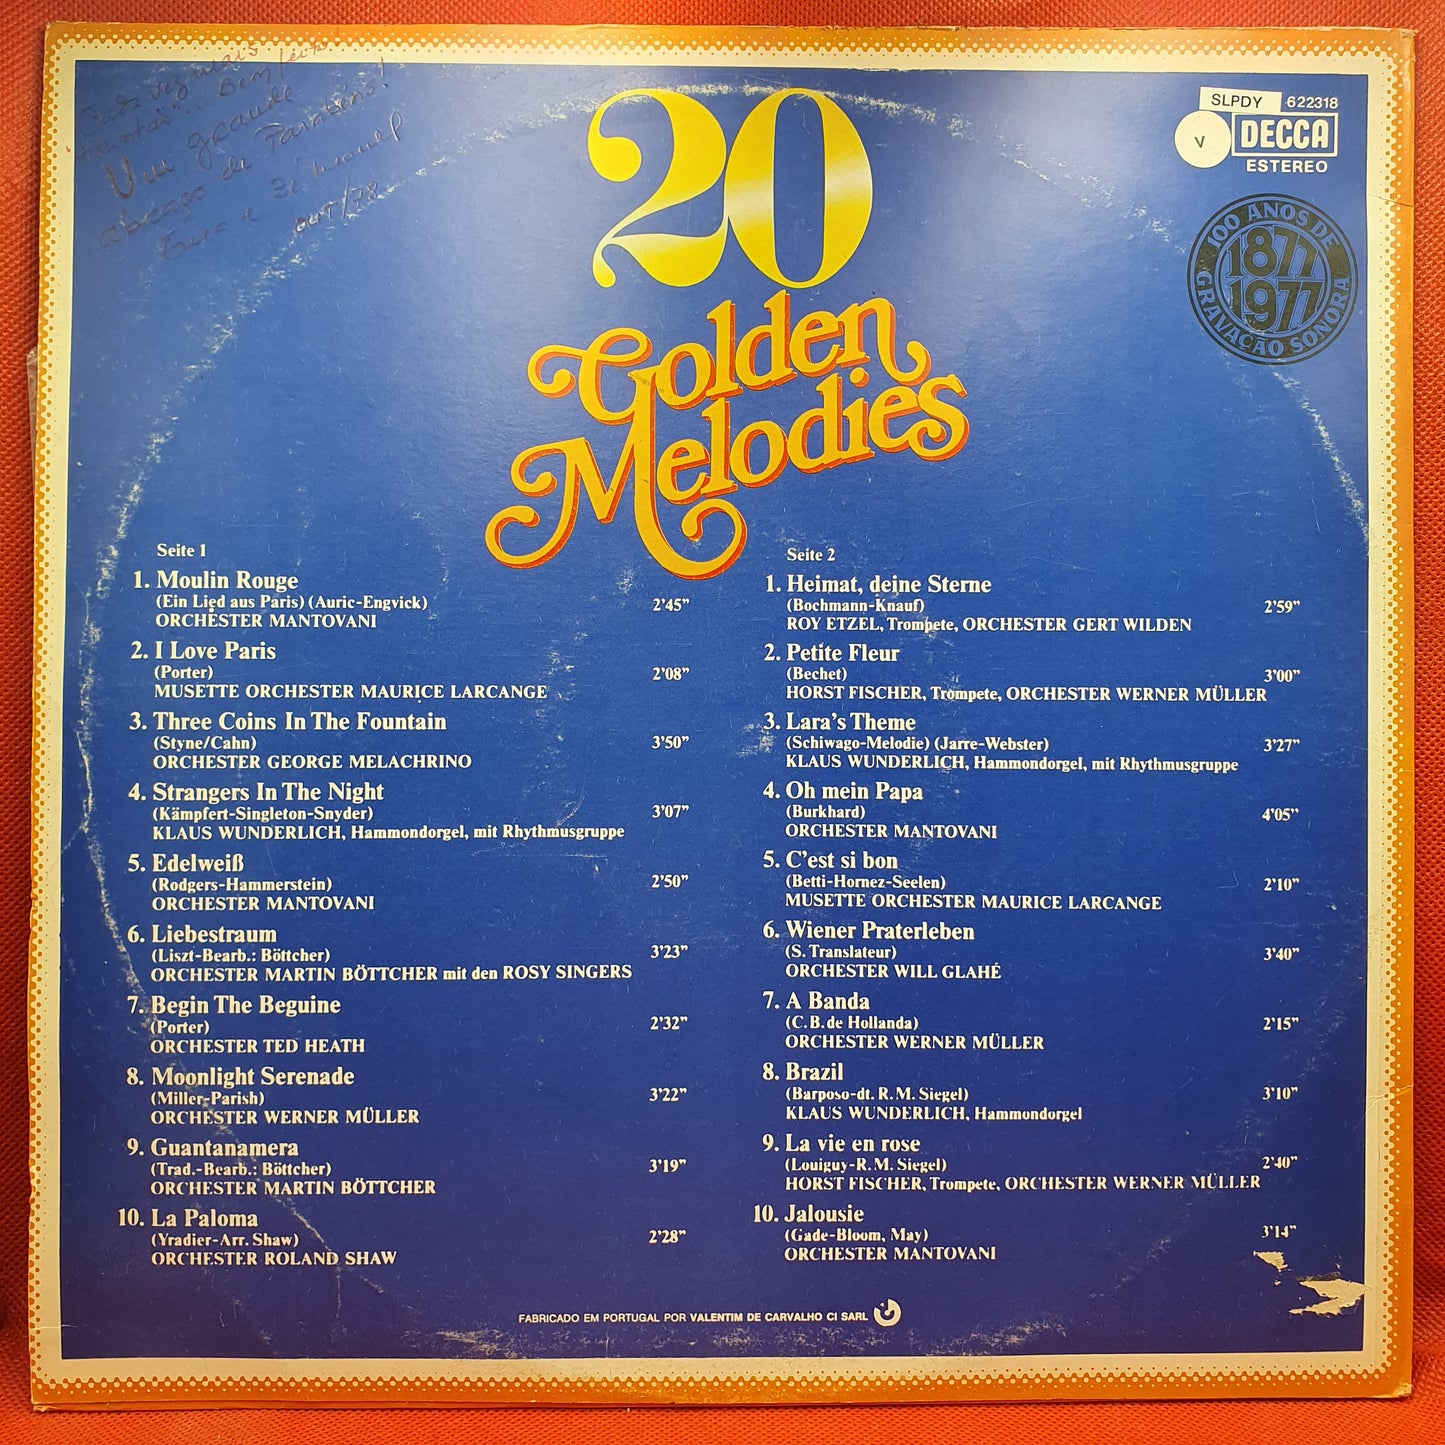 Um grande
abraço de Parabéns!
Zé Manel
OUT/78
20
Golden
Melodies
SLPDY 622318
V DECCA
ESTEREO
100 ANOS DE
1877
1977
GRAVAÇÃO SONORA
Seite 1
1. Moulin Rouge
(Ein Lied aus Paris) (Auric-Engvick) 2'45"
ORCHESTER MANTOVANI
2. I Love Paris
(Porter) 2'08"
MUSETTE ORCHESTER MAURICE LARCANGE
3. Three Coins In The Fountain
(Styne/Cahn) 3'50"
ORCHESTER GEORGE MELACHRINO
4. Strangers In The Night
(Kämpfert-Singleton-Snyder) 3'07"
KLAUS WUNDERLICH, Hammondorgel, mit Rhythmusgruppe
5. Edelweiß
(Rodgers-Hammerstein) 2'50"
ORCHESTER MANTOVANI
6. Liebestraum
(Liszt-Bearb.: Böttcher) 3'23"
ORCHESTER MARTIN BÖTTCHER mit den ROSY SINGERS
7. Begin The Beguine
(Porter) 2'32"
ORCHESTER TED HEATH
8. Moonlight Serenade
(Miller-Parish) 3'22"
ORCHESTER WERNER MÜLLER
9. Guantanamera
(Trad.-Bearb.: Böttcher) 3'19"
ORCHESTER MARTIN BÖTTCHER
10. La Paloma
(Yradier-Arr. Shaw) 2'28"
ORCHESTER ROLAND SHAW
Seite 2
1. Heimat, deine Sterne
(Bochmann-Knauf) 2'59"
ROY ETZEL, Trompete, ORCHESTER GERT WILDEN
2. Petite Fleur
(Bechet) 3'00"
HORST FISCHER, Trompete, ORCHESTER WERNER MÜLLER
3. Lara's Theme
(Schiwago-Melodie) (Jarre-Webster) 3'27"
KLAUS WUNDERLICH, Hammondorgel, mit Rhythmusgruppe
4. Oh mein Papa
(Burkhard) 4'05"
ORCHESTER MANTOVANI
5. C'est si bon
(Betti-Hornez-Seelen) 2'10"
MUSETTE ORCHESTER MAURICE LARCANGE
6. Wiener Praterleben
(S. Translateur) 3'40"
ORCHESTER WILL GLAHÉ
7. A Banda
(C.B. de Hollanda) 2'15"
ORCHESTER WERNER MÜLLER
8. Brazil
(Barposo-dt. R. M. Siegel) 3'10"
KLAUS WUNDERLICH, Hammondorgel
9. La vie en rose
(Louiguy-R. M. Siegel) 2'40"
HORST FISCHER, Trompete, ORCHESTER WERNER MÜLLER
10. Jalousie
(Gade-Bloom, May) 3'14"
ORCHESTER MANTOVANI
FABRICADO EM PORTUGAL POR VALENTIM DE CARVALHO CI SARL